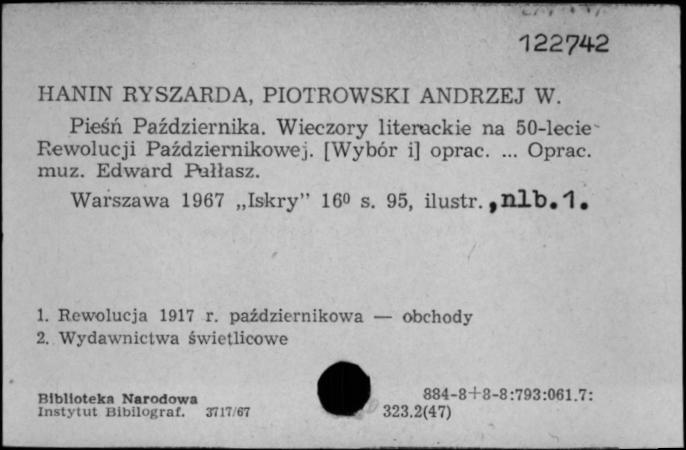 122742
HANIN RYSZARDA, PIOTROWSKI ANDRZEJ W.
Pieśń Października. Wieczory literackie na 50-lecie
Rewolucji Październikowej. [Wybór i] oprac. ... Oprac.
muz. Edward Pałłasz.
Warszawa 1967 „Iskry” 16⁰ s. 95, ilustr., nlb.1.
1. Rewolucja 1917 r. październikowa — obchody
2. Wydawnictwa świetlicowe
Biblioteka Narodowa
Instytut Bibilograf. 3717/67
884-8+8-8:793:061.7:
323.2(47)